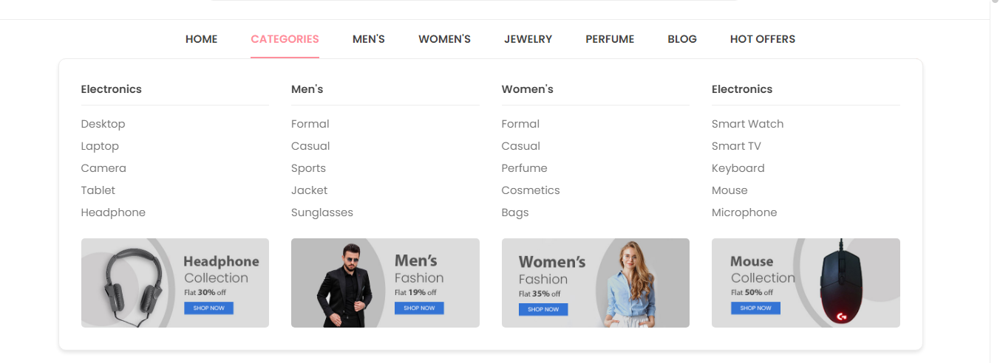 HOME CATEGORIES MEN'S WOMEN'S JEWELRY PERFUME BLOG HOT OFFERS
Electronics
Desktop
Laptop
Camera
Tablet
Headphone
Headphone
Collection
Flat 30% off
SHOP NOW
Men's
Formal
Casual
Sports
Jacket
Sunglasses
Men's
Fashion
Flat 19% off
SHOP NOW
Women's
Formal
Casual
Perfume
Cosmetics
Bags
Women's
Fashion
Flat 35% off
SHOP NOW
Electronics
Smart Watch
Smart TV
Keyboard
Mouse
Microphone
Mouse
Collection
Flat 50% off
SHOP NOW
G